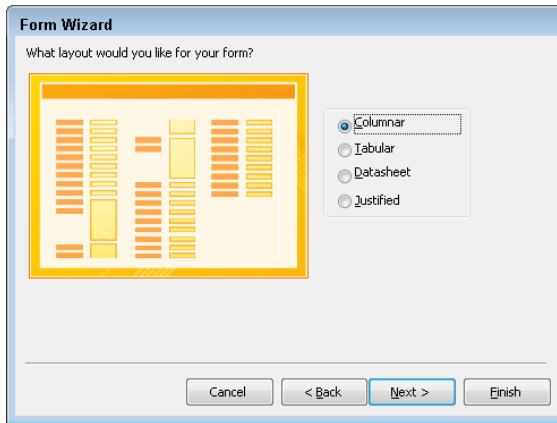 Form Wizard
What layout would you like for your form?
Columnar
Tabular
Datasheet
Justified
Cancel
< Back
Next >
Finish